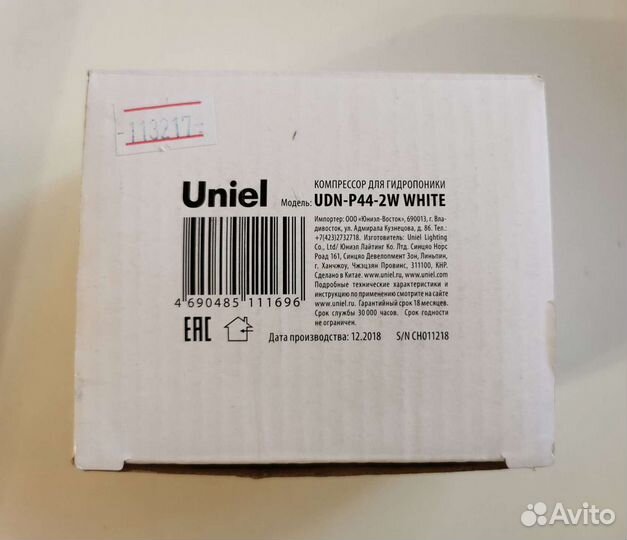 -113217-
Uniel
КОМПРЕССОР ДЛЯ ГИДРОПОНИКИ
Модель: UDN-P44-2W WHITE
Импортер: ООО «Юниэл-Восток», 690013, г. Вла-
дивосток, ул. Адмирала Кузнецова, д. 86. Тел.:
+7(423)2732718. Изготовитель: Uniel Lighting
Co., Ltd/ Юниэл Лайтинг Ко. Лтд. Синцяо Норс
Роад 161, Синцяо Девелопмент Зон, Линьпин,
г. Ханчжоу, Чжэцзян Провинс, 311100, КНР.
Сделано в Китае. www.uniel.ru, www.uniel.com
Подробные технические характеристики и
инструкцию по применению смотрите на сайте
www.uniel.ru. Гарантийный срок 18 месяцев.
Срок службы 30 000 часов. Срок годности
не ограничен.
4 690485 111696
EAC
Дата производства: 12.2018 S/N CH011218
Avito